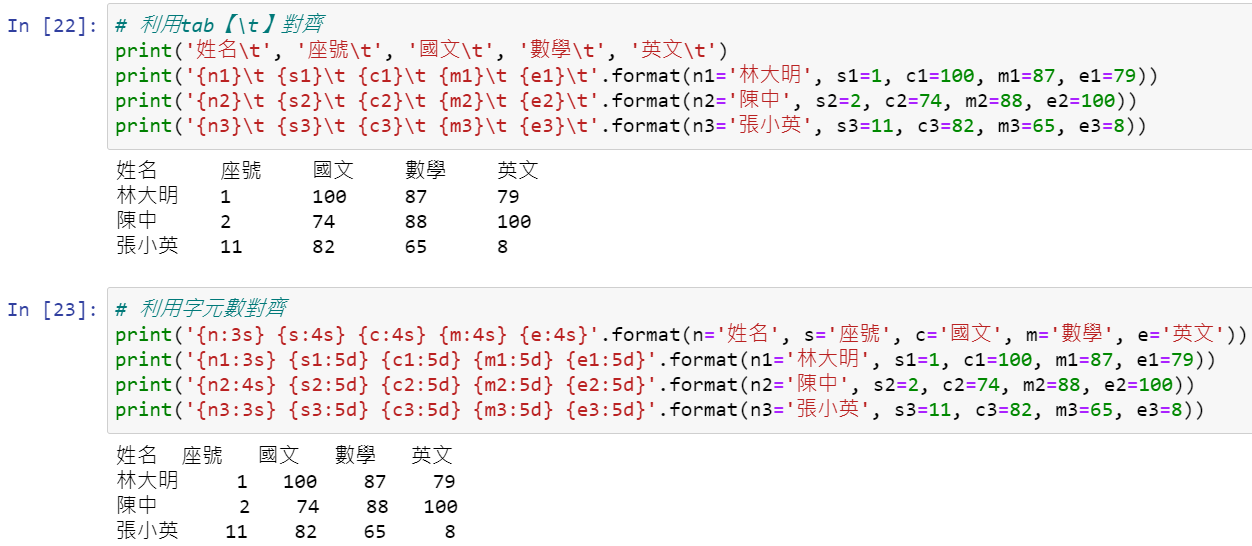 In [22]: # 利用tab【\t】對齊
print('姓名\t', '座號\t', '國文\t', '數學\t', '英文\t')
print('{n1}\t {s1}\t {c1}\t {m1}\t {e1}\t'.format(n1='林大明', s1=1, c1=100, m1=87, e1=79))
print('{n2}\t {s2}\t {c2}\t {m2}\t {e2}\t'.format(n2='陳中', s2=2, c2=74, m2=88, e2=100))
print('{n3}\t {s3}\t {c3}\t {m3}\t {e3}\t'.format(n3='張小英', s3=11, c3=82, m3=65, e3=8))
姓名 座號 國文 數學 英文
林大明 1 100 87 79
陳中 2 74 88 100
張小英 11 82 65 8
In [23]: # 利用字元數對齊
print('{n:3s} {s:4s} {c:4s} {m:4s} {e:4s}'.format(n='姓名', s='座號', c='國文', m='數學', e='英文'))
print('{n1:3s} {s1:5d} {c1:5d} {m1:5d} {e1:5d}'.format(n1='林大明', s1=1, c1=100, m1=87, e1=79))
print('{n2:4s} {s2:5d} {c2:5d} {m2:5d} {e2:5d}'.format(n2='陳中', s2=2, c2=74, m2=88, e2=100))
print('{n3:3s} {s3:5d} {c3:5d} {m3:5d} {e3:5d}'.format(n3='張小英', s3=11, c3=82, m3=65, e3=8))
姓名 座號 國文 數學 英文
林大明 1 100 87 79
陳中 2 74 88 100
張小英 11 82 65 8